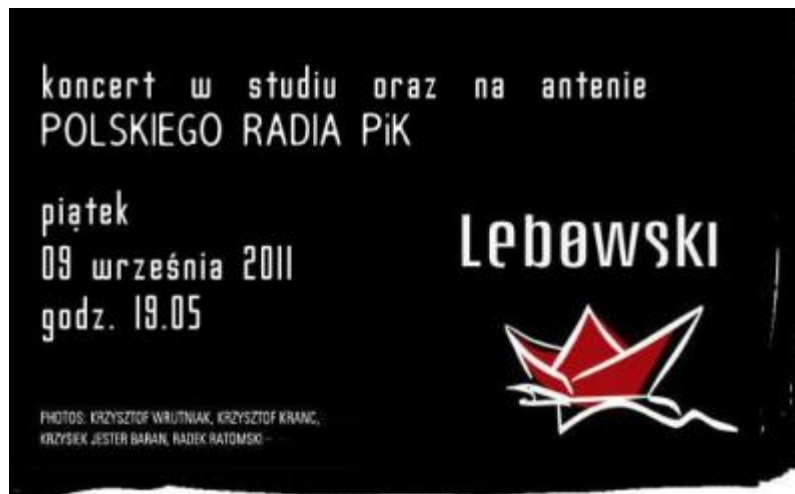 koncert w studiu oraz na antenie
POLSKIEGO RADIA PiK
piątek
09 września 2011
godz. 19.05
Lebowski
PHOTOS: KRZYSZTOF WRUTNIAK, KRZYSZTOF KRANC,
KRZYSIEK JESTER BARAN, RADEK RATOMSKI